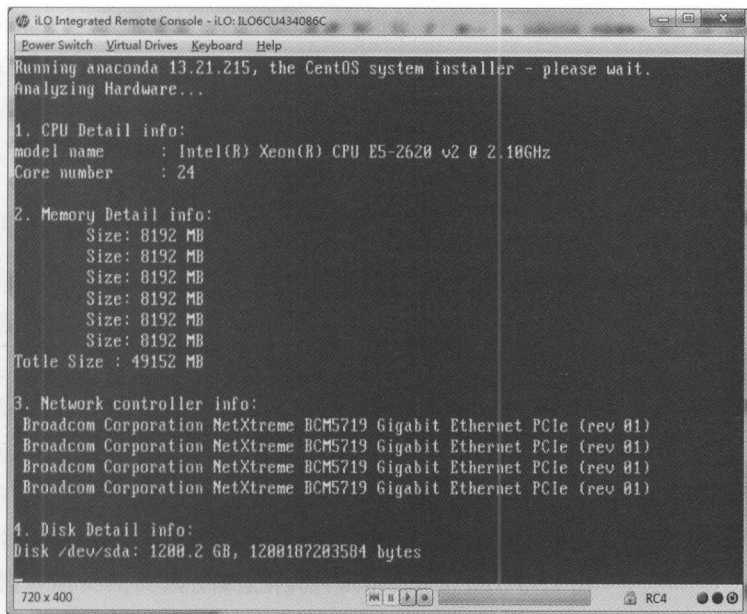 iLO Integrated Remote Console - iLO: ILO6CU434086C
Power Switch Virtual Drives Keyboard Help
Running anaconda 13.21.215, the CentOS system installer - please wait.
Analyzing Hardware...
1. CPU Detail info:
model name : Intel(R) Xeon(R) CPU E5-2620 v2 @ 2.10GHz
Core number : 24
2. Memory Detail info:
Size: 8192 MB
Size: 8192 MB
Size: 8192 MB
Size: 8192 MB
Size: 8192 MB
Size: 8192 MB
Totle Size : 49152 MB
3. Network controller info:
Broadcom Corporation NetXtreme BCM5719 Gigabit Ethernet PCIe (rev 01)
Broadcom Corporation NetXtreme BCM5719 Gigabit Ethernet PCIe (rev 01)
Broadcom Corporation NetXtreme BCM5719 Gigabit Ethernet PCIe (rev 01)
Broadcom Corporation NetXtreme BCM5719 Gigabit Ethernet PCIe (rev 01)
4. Disk Detail info:
Disk /dev/sda: 1200.2 GB, 1200187203584 bytes
720 x 400 RC4